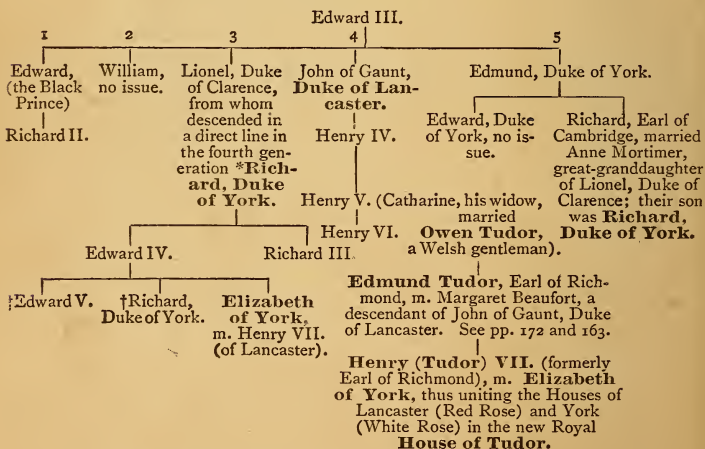 Edward III.
1 2 3 4 5
Edward,
(the Black
Prince)
Richard II.
William,
no issue.
Lionel, Duke
of Clarence,
from whom
descended in
a direct line in
the fourth gen-
eration *Rich-
ard, Duke
of York.
John of Gaunt,
Duke of Lan-
caster.
Henry IV.
Henry V. (Catharine, his widow,
married
Owen Tudor,
a Welsh gentleman).
Henry VI.
Edmund, Duke of York.
Edward, Duke
of York, no is-
sue.
Richard, Earl of
Cambridge, married
Anne Mortimer,
great-granddaughter
of Lionel, Duke of
Clarence; their son
was Richard,
Duke of York.
Edward IV.
Richard III.
†Edward V.
†Richard,
Duke of York.
Elizabeth
of York,
m. Henry VII.
(of Lancaster).
Edmund Tudor, Earl of Rich-
mond, m. Margaret Beaufort, a
descendant of John of Gaunt, Duke
of Lancaster. See pp. 172 and 163.
Henry (Tudor) VII. (formerly
Earl of Richmond), m. Elizabeth
of York, thus uniting the Houses of
Lancaster (Red Rose) and York
(White Rose) in the new Royal
House of Tudor.